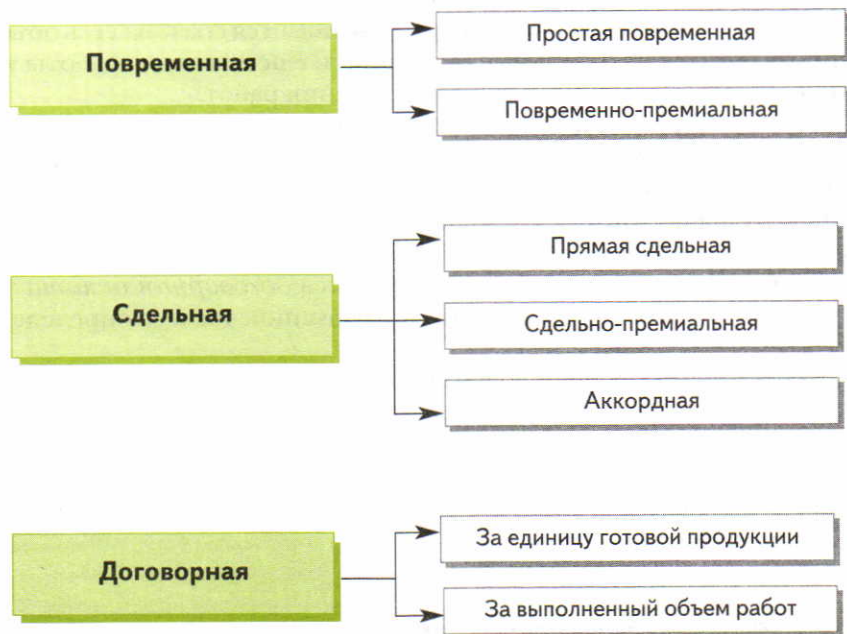 Повременная
Простая повременная
Повременно-премиальная
Сдельная
Прямая сдельная
Сдельно-премиальная
Аккордная
Договорная
За единицу готовой продукции
За выполненный объем работ